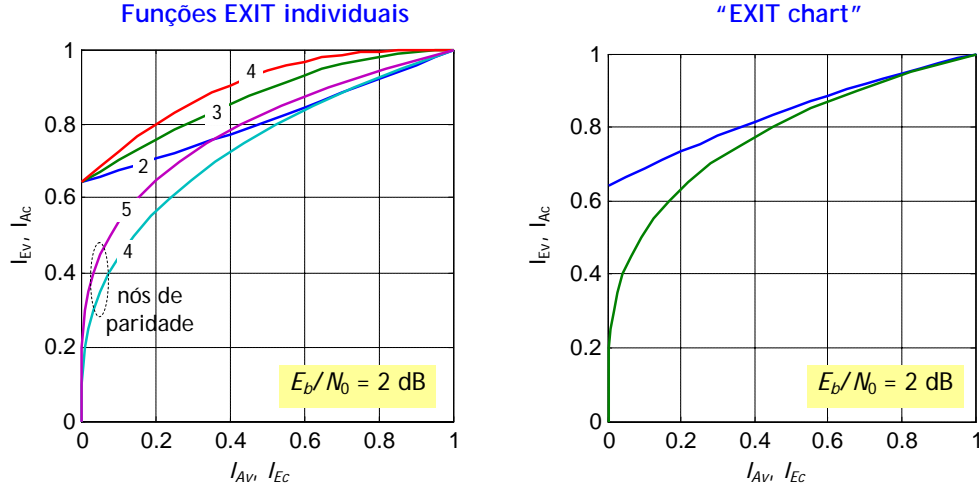 Funções EXIT individuais
1
0.8
0.6
0.4
0.2
0
I_Ev, I_Ac
4
3
2
5
4
nós de
paridade
E_b/N_0 = 2 dB
0
0.2
0.4
0.6
0.8
1
I_Av, I_Ec
“EXIT chart”
1
0.8
0.6
0.4
0.2
0
I_Ev, I_Ac
E_b/N_0 = 2 dB
0
0.2
0.4
0.6
0.8
1
I_Av, I_Ec